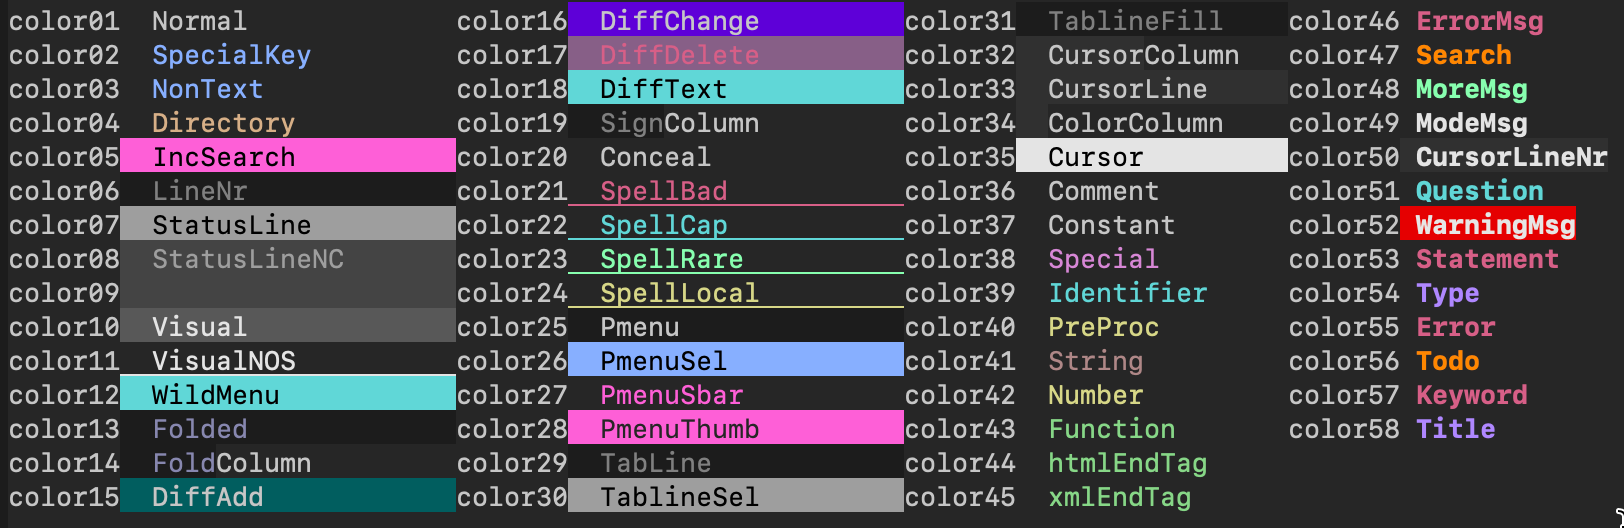 color01 Normal color16 DiffChange color31 TablineFill color46 ErrorMsg
color02 SpecialKey color17 DiffDelete color32 CursorColumn color47 Search
color03 NonText color18 DiffText color33 CursorLine color48 MoreMsg
color04 Directory color19 SignColumn color34 ColorColumn color49 ModeMsg
color05 IncSearch color20 Conceal color35 Cursor color50 CursorLineNr
color06 LineNr color21 SpellBad color36 Comment color51 Question
color07 StatusLine color22 SpellCap color37 Constant color52 WarningMsg
color08 StatusLineNC color23 SpellRare color38 Special color53 Statement
color09 color24 SpellLocal color39 Identifier color54 Type
color10 Visual color25 Pmenu color40 PreProc color55 Error
color11 VisualNOS color26 PmenuSel color41 String color56 Todo
color12 WildMenu color27 PmenuSbar color42 Number color57 Keyword
color13 Folded color28 PmenuThumb color43 Function color58 Title
color14 FoldColumn color29 TabLine color44 htmlEndTag
color15 DiffAdd color30 TablineSel color45 xmlEndTag